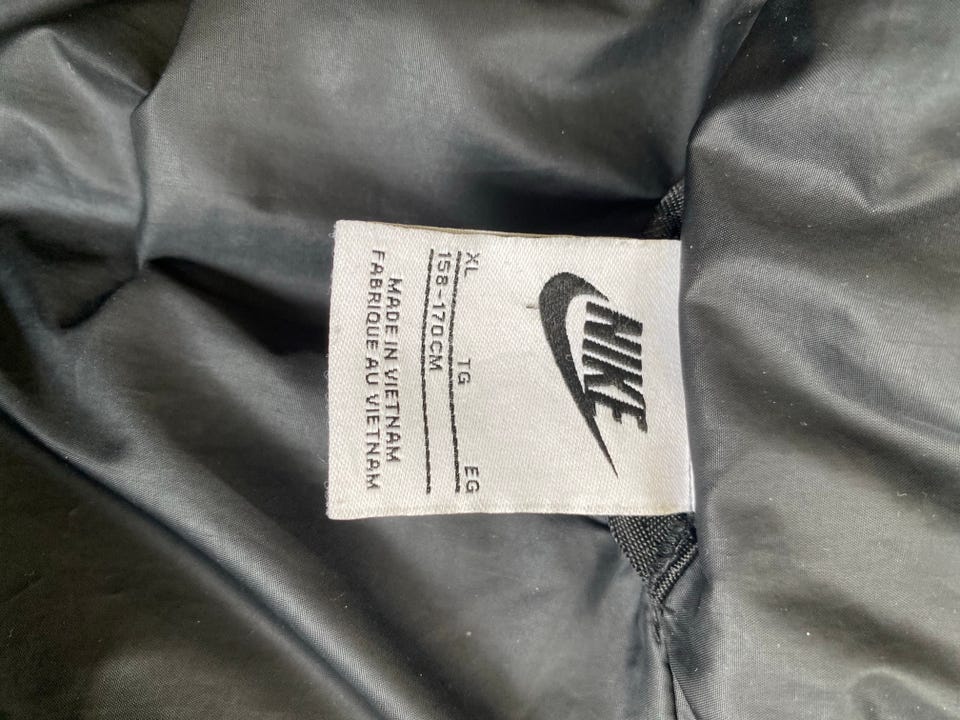 NIKE
XL TG EG
158-170CM
MADE IN VIETNAM
FABRIQUE AU VIETNAM